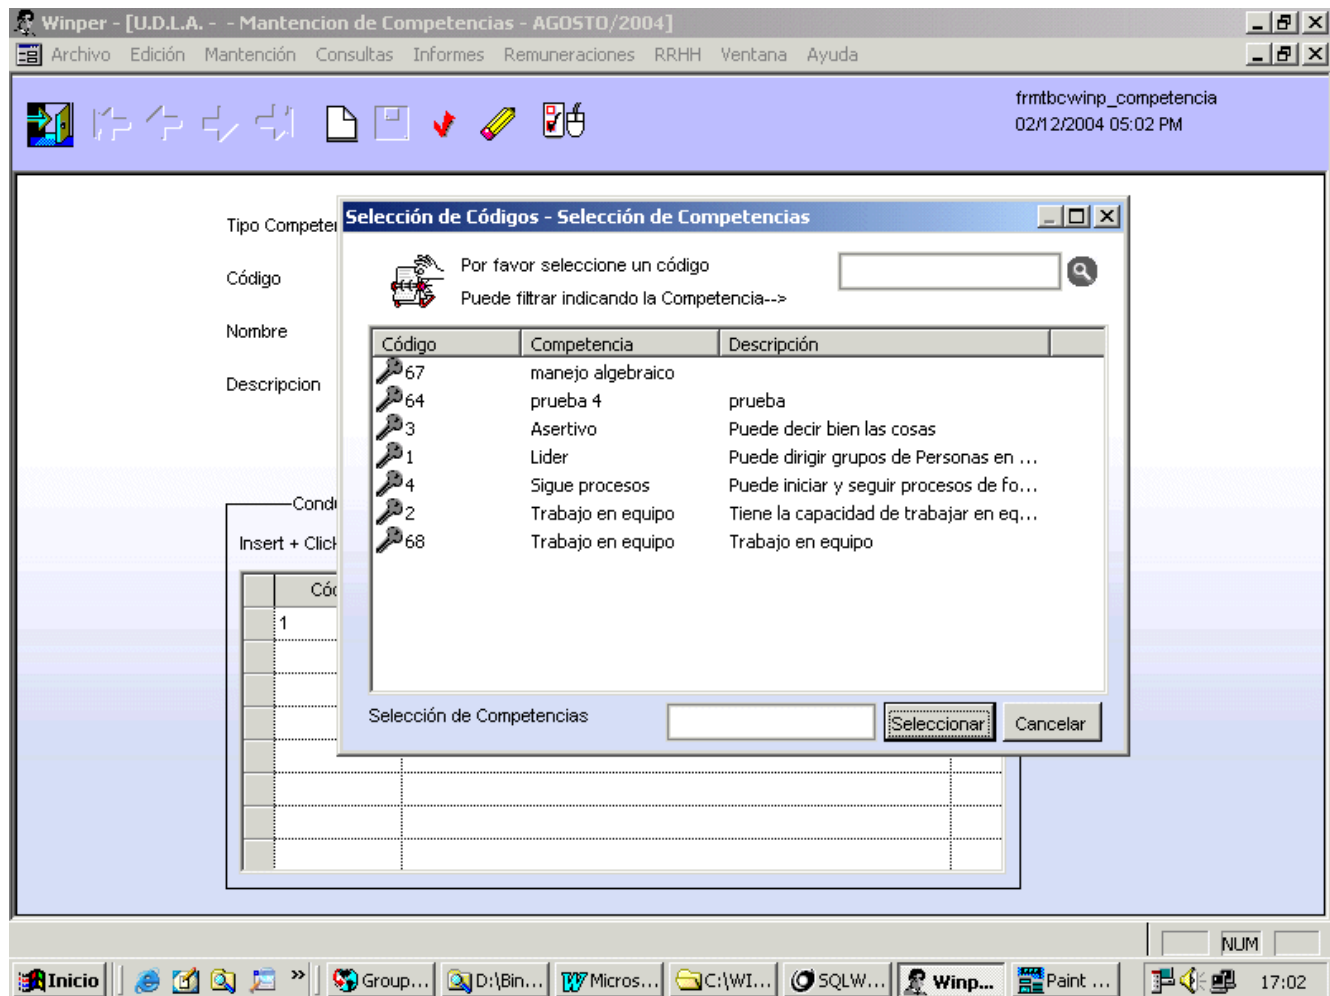 Winper - [U.D.L.A. - - Mantencion de Competencias - AGOSTO/2004]
Archivo Edición Mantención Consultas Informes Remuneraciones RRHH Ventana Ayuda
frmtbcwinp_competencia
02/12/2004 05:02 PM
Tipo Competen
Selección de Códigos - Selección de Competencias
Por favor seleccione un código
Puede filtrar indicando la Competencia-->
Código
Nombre
Descripcion
Código Competencia Descripción
67 manejo algebraico
64 prueba 4 prueba
3 Asertivo Puede decir bien las cosas
1 Lider Puede dirigir grupos de Personas en ...
4 Sigue procesos Puede iniciar y seguir procesos de fo...
2 Trabajo en equipo Tiene la capacidad de trabajar en eq...
68 Trabajo en equipo Trabajo en equipo
Selección de Competencias Seleccionar Cancelar
Condu
Insert + Click
Cód
1
NUM
Inicio » Group... D:\Bin... Micros... C:\WI... SQLW... Winp... Paint ... 17:02